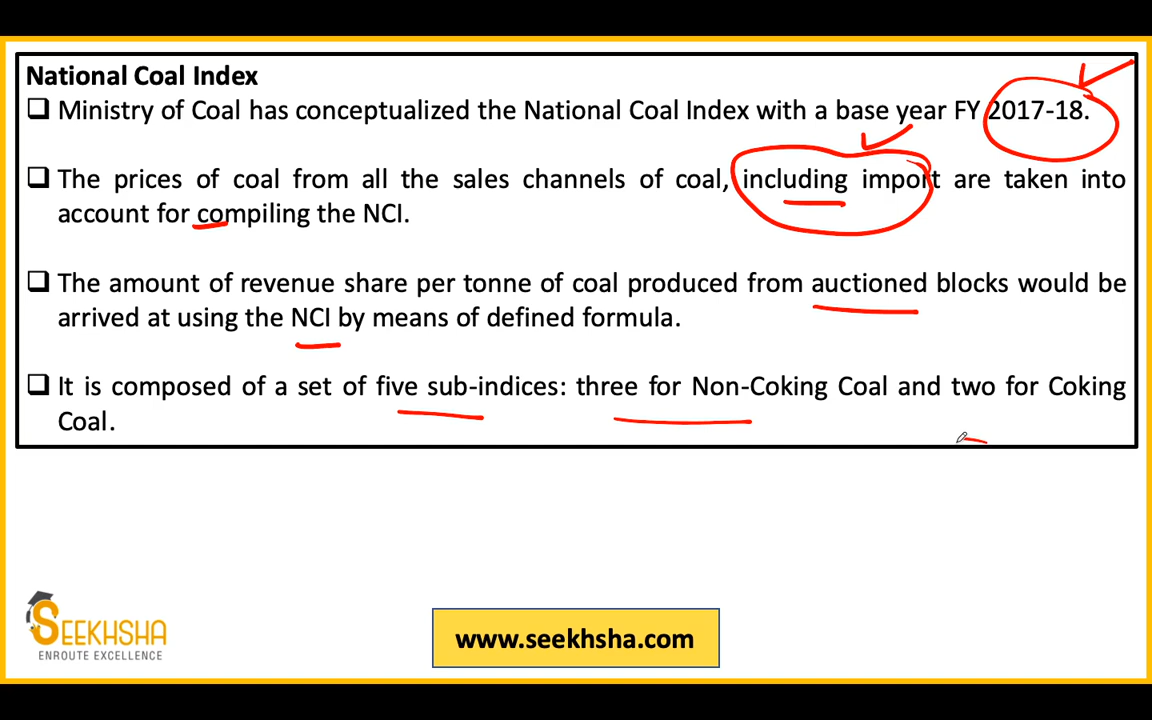 National Coal Index
❑ Ministry of Coal has conceptualized the National Coal Index with a base year FY 2017-18.
❑ The prices of coal from all the sales channels of coal, including import are taken into
account for compiling the NCI.
❑ The amount of revenue share per tonne of coal produced from auctioned blocks would be
arrived at using the NCI by means of defined formula.
❑ It is composed of a set of five sub-indices: three for Non-Coking Coal and two for Coking
Coal.
SEEKHSHA
ENROUTE EXCELLENCE
www.seekhsha.com